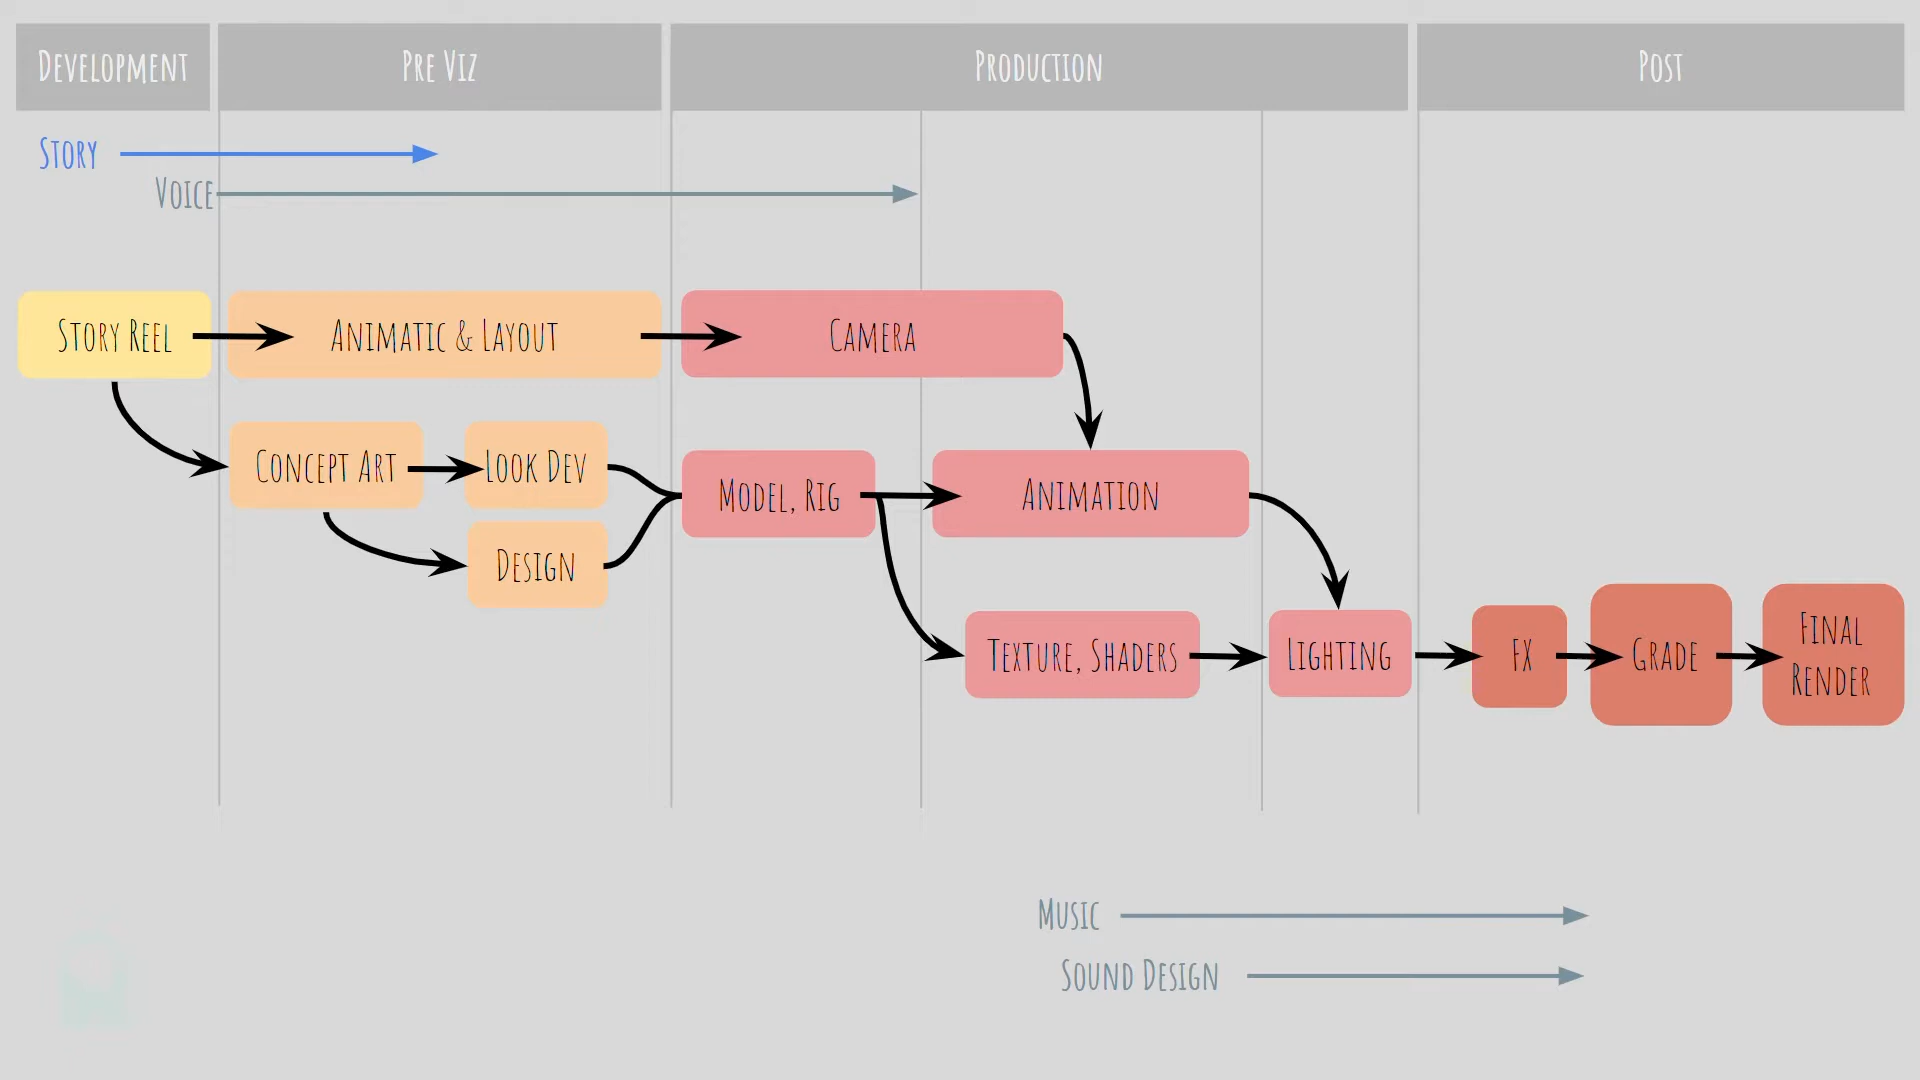 Development
Pre Viz
Production
Post
Story
Voice
Story Reel
Animatic & Layout
Camera
Concept Art
Look Dev
Design
Model, Rig
Animation
Texture, Shaders
Lighting
FX
Grade
Final
Render
Music
Sound Design